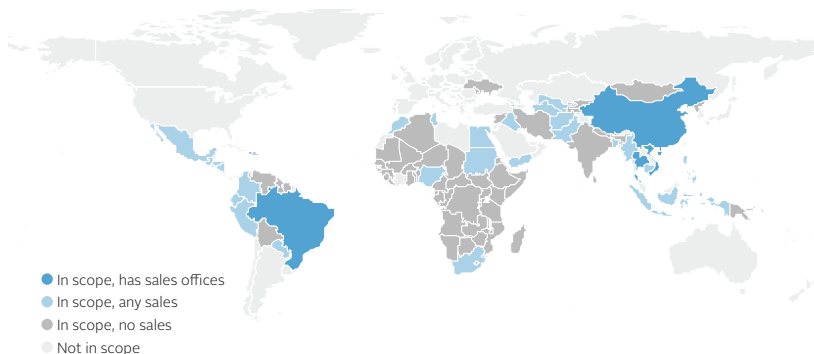 In scope, has sales offices
In scope, any sales
In scope, no sales
Not in scope